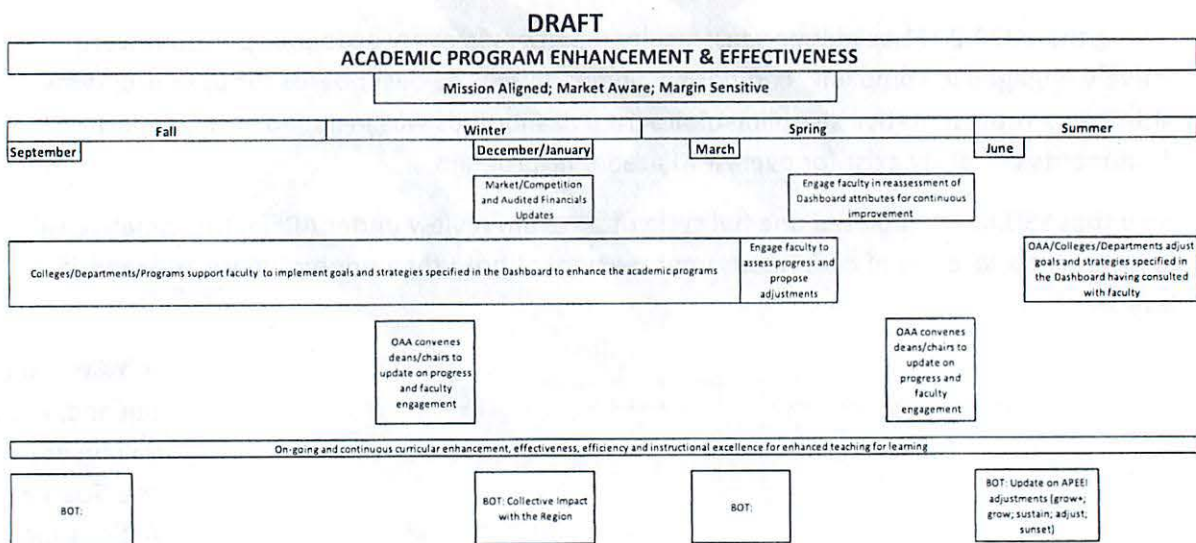 DRAFT
ACADEMIC PROGRAM ENHANCEMENT & EFFECTIVENESS
Mission Aligned; Market Aware; Margin Sensitive
Fall
Winter
Spring
Summer
September
December/January
March
June
Market/Competition
and Audited Financials
Updates
Engage faculty in reassessment of
Dashboard attributes for continuous
improvement
Colleges/Departments/Programs support faculty to implement goals and strategies specified in the Dashboard to enhance the academic programs
Engage faculty to
assess progress and
propose
adjustments
OAA/Colleges/Departments adjust
goals and strategies specified
in the Dashboard having consulted
with faculty
OAA convenes
deans/chairs to
update on progress
and faculty
engagement
OAA convenes
deans/chairs to
update on
progress and
faculty
engagement
On-going and continuous curricular enhancement, effectiveness, efficiency and instructional excellence for enhanced teaching for learning
BOT:
BOT: Collective Impact
with the Region
BOT:
BOT: Update on APEEI
adjustments (grow+;
grow; sustain; adjust;
sunset)